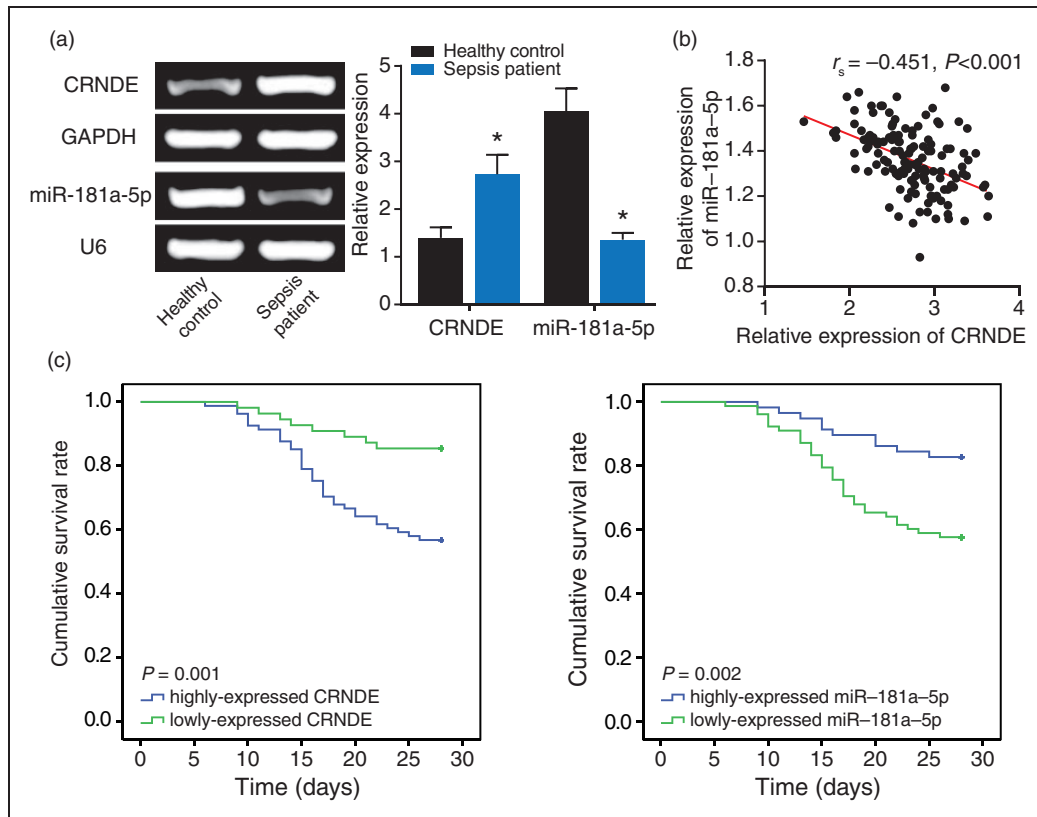 (a)
CRNDE
GAPDH
miR-181a-5p
U6
Healthy
control
Sepsis
patient
Healthy control
Sepsis patient
Relative expression
5
4
3
2
1
0
*
*
CRNDE
miR-181a-5p
(b)
rs = −0.451, P<0.001
Relative expression
of miR–181a–5p
1.8
1.6
1.4
1.2
1.0
0.8
1 2 3 4
Relative expression of CRNDE
(c)
Cumulative survival rate
1.0
0.8
0.6
0.4
0.2
0.0
P = 0.001
highly-expressed CRNDE
lowly-expressed CRNDE
0 5 10 15 20 25 30
Time (days)
Cumulative survival rate
1.0
0.8
0.6
0.4
0.2
0.0
P = 0.002
highly-expressed miR–181a–5p
lowly-expressed miR–181a–5p
0 5 10 15 20 25 30
Time (days)